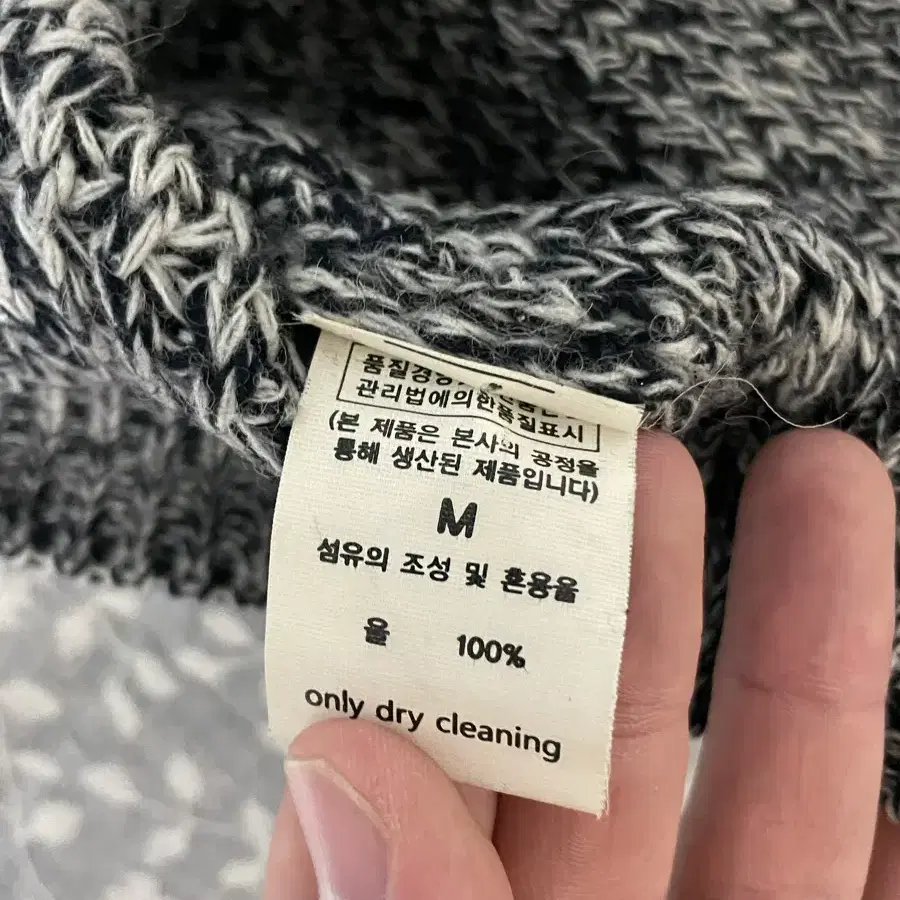 관리법에의한품질표시
(본 제품은 본사의 공정을
통해 생산된 제품입니다)
M
섬유의 조성 및 혼용율
울 100%
only dry cleaning